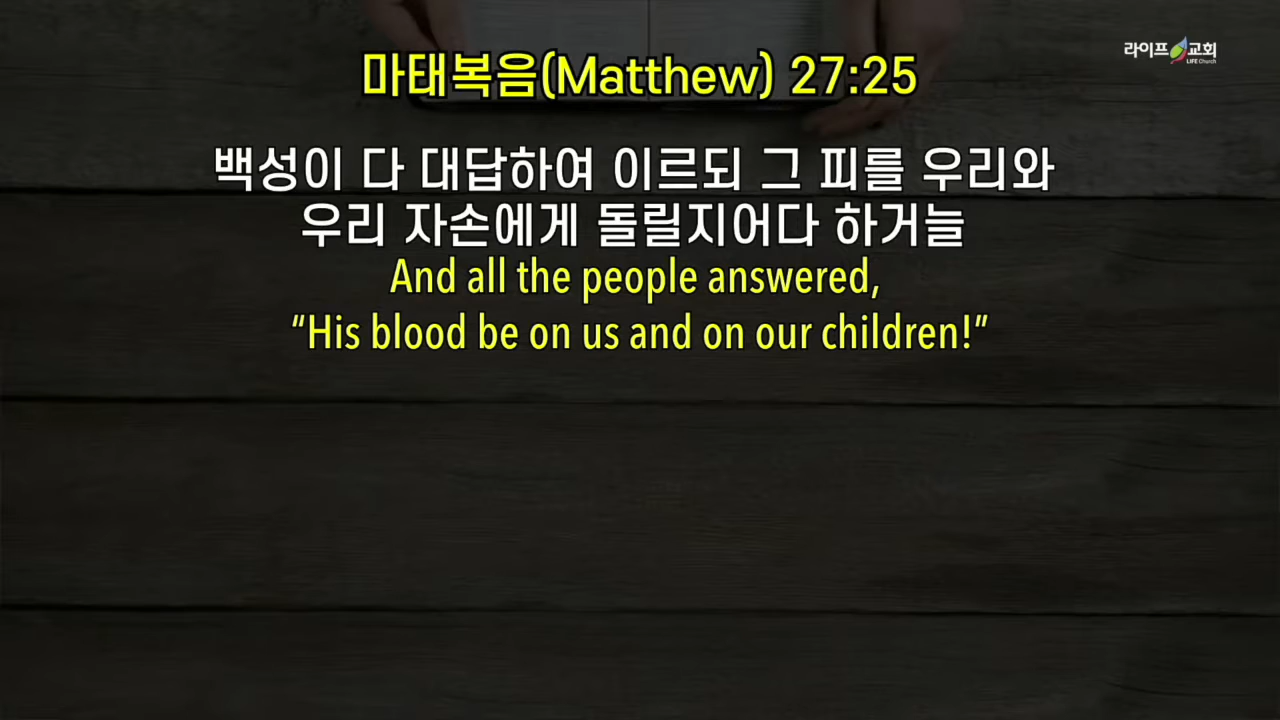 라이프교회
LIFE Church
마태복음(Matthew) 27:25
백성이 다 대답하여 이르되 그 피를 우리와
우리 자손에게 돌릴지어다 하거늘
And all the people answered,
“His blood be on us and on our children!”